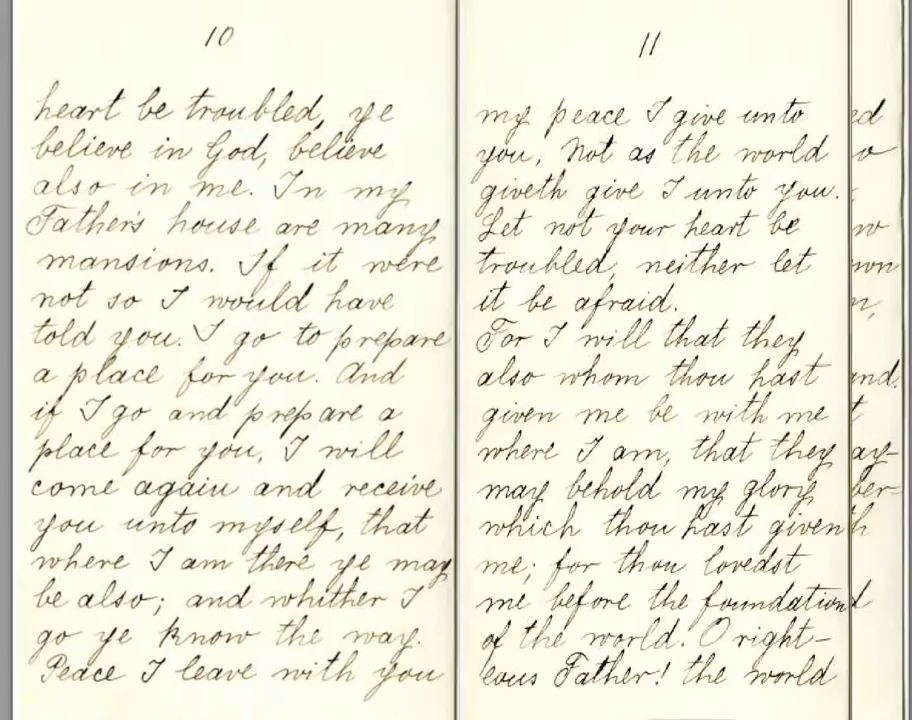 10
heart be troubled, ye
believe in God, believe
also in me. In my
Father's house are many
mansions. If it were
not so I would have
told you. I go to prepare
a place for you. And
if I go and prepare a
place for you, I will
come again and receive
you unto myself, that
where I am there ye may
be also; and whither I
go ye know the way.
Peace I leave with you
11
my peace I give unto
you, Not as the world
giveth give I unto you.
Let not your heart be
troubled, neither let
it be afraid.
For I will that they
also whom thou hast
given me be with me
where I am, that they
may behold my glory
which thou hast given
me; for thou lovedst
me before the foundation
of the world. O right-
eous Father! the world